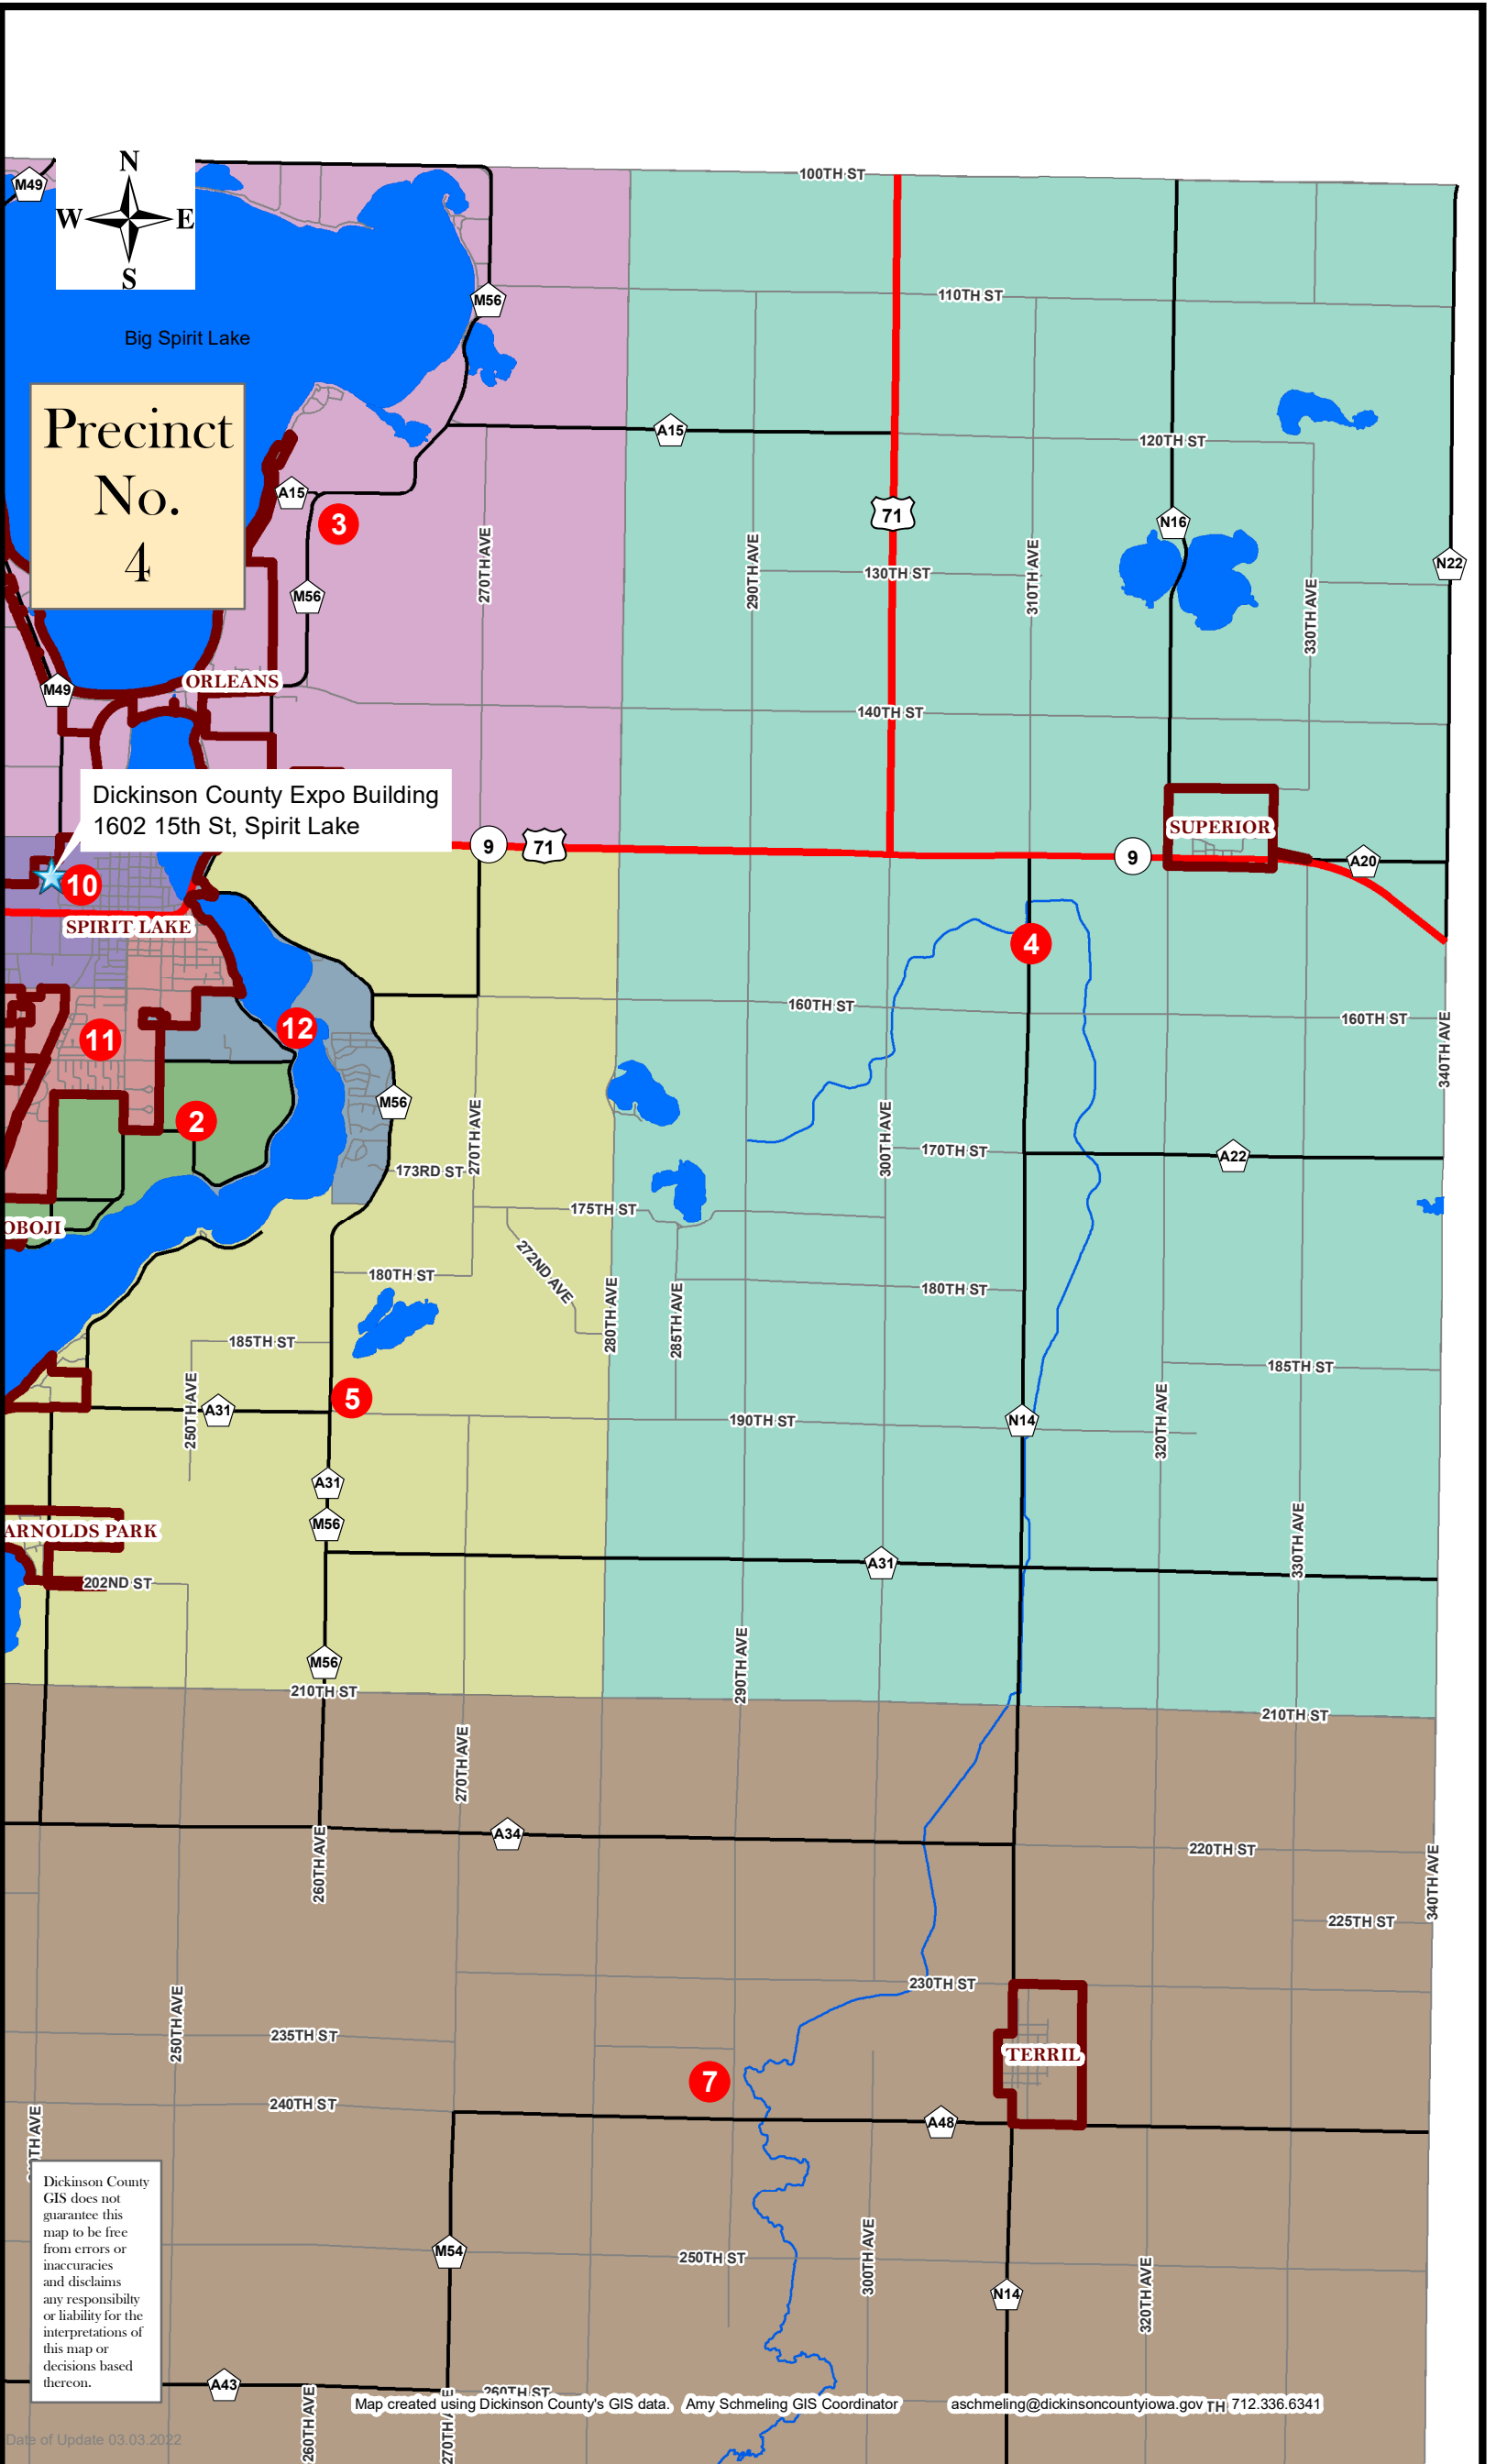 N
W E
S
M49
100TH ST
M56
110TH ST
Big Spirit Lake
Precinct
No.
4
A15
120TH ST
A15
3
71
N16
N22
270TH AVE
290TH AVE
130TH ST
310TH AVE
330TH AVE
M56
ORLEANS
M49
140TH ST
Dickinson County Expo Building
1602 15th St, Spirit Lake
9
71
9
SUPERIOR
A20
10
SPIRIT LAKE
4
160TH ST
160TH ST
12
11
340TH AVE
M56
2
270TH AVE
300TH AVE
170TH ST
A22
173RD ST
175TH ST
OBOJI
272ND AVE
180TH ST
280TH AVE
285TH AVE
180TH ST
185TH ST
185TH ST
5
250TH AVE
A31
190TH ST
N14
320TH AVE
A31
M56
ARNOLDS PARK
A31
330TH AVE
202ND ST
M56
290TH AVE
210TH ST
210TH ST
270TH AVE
A34
260TH AVE
220TH ST
340TH AVE
225TH ST
230TH ST
250TH AVE
235TH ST
TERRIL
7
240TH ST
A48
TH AVE
Dickinson County
GIS does not
guarantee this
map to be free
from errors or
inaccuracies
and disclaims
any responsibilty
or liability for the
interpretations of
this map or
decisions based
thereon.
M54
250TH ST
300TH AVE
N14
320TH AVE
A43
260TH ST
260TH AVE
270TH A
Map created using Dickinson County's GIS data. Amy Schmeling GIS Coordinator aschmeling@dickinsoncountyiowa.gov TH 712.336.6341
Date of Update 03.03.2022